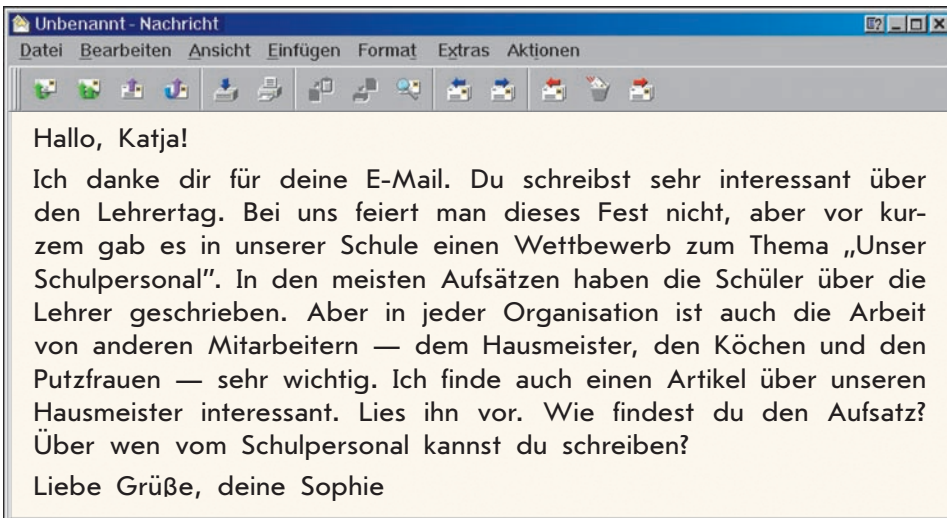 Unbenannt - Nachricht
Datei Bearbeiten Ansicht Einfügen Format Extras Aktionen
Hallo, Katja!
Ich danke dir für deine E-Mail. Du schreibst sehr interessant über
den Lehrertag. Bei uns feiert man dieses Fest nicht, aber vor kur-
zem gab es in unserer Schule einen Wettbewerb zum Thema „Unser
Schulpersonal”. In den meisten Aufsätzen haben die Schüler über die
Lehrer geschrieben. Aber in jeder Organisation ist auch die Arbeit
von anderen Mitarbeitern — dem Hausmeister, den Köchen und den
Putzfrauen — sehr wichtig. Ich finde auch einen Artikel über unseren
Hausmeister interessant. Lies ihn vor. Wie findest du den Aufsatz?
Über wen vom Schulpersonal kannst du schreiben?
Liebe Grüße, deine Sophie